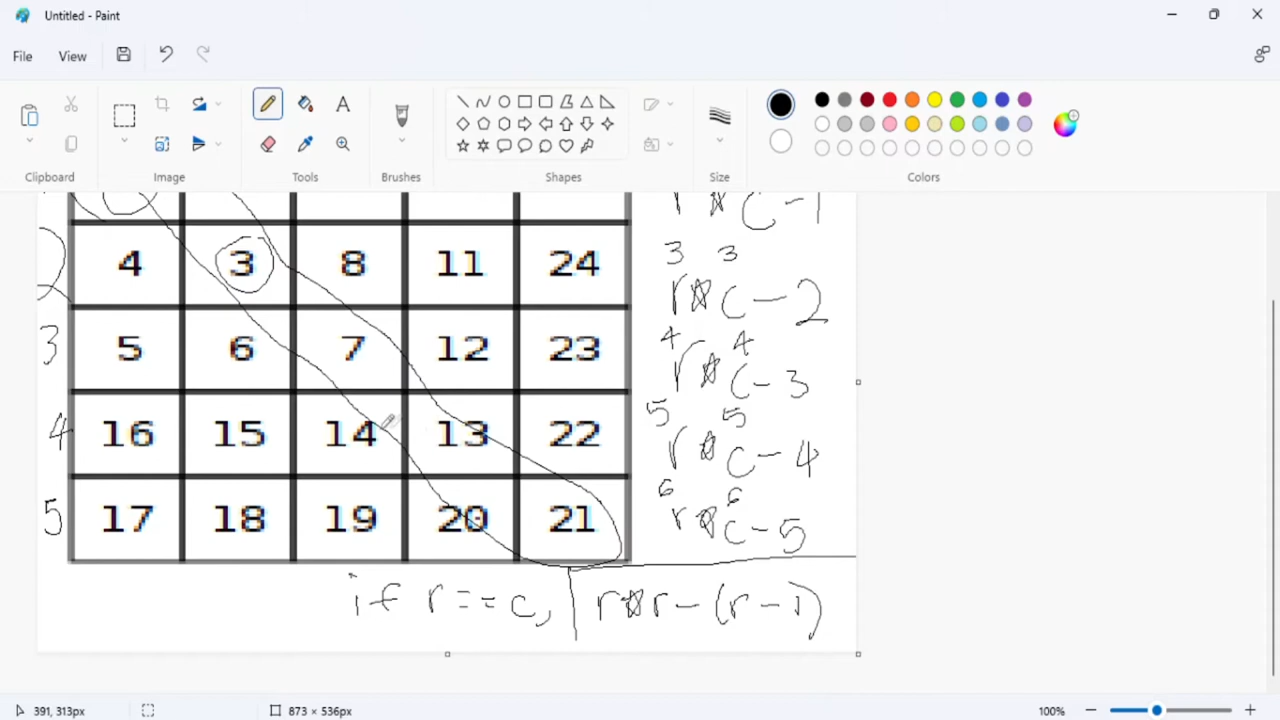 Untitled - Paint
File View
Clipboard Image Tools Brushes Shapes Size Colors
r * c - 1
4 3 8 11 24
3 3
r * c - 2
3 5 6 7 12 23
4 4
r * c - 3
4 16 15 14 13 22
5 5
r * c - 4
5 17 18 19 20 21
6 6
r * c - 5
if r == c, r * r - (r - 1)
391, 313px 873 × 536px 100%